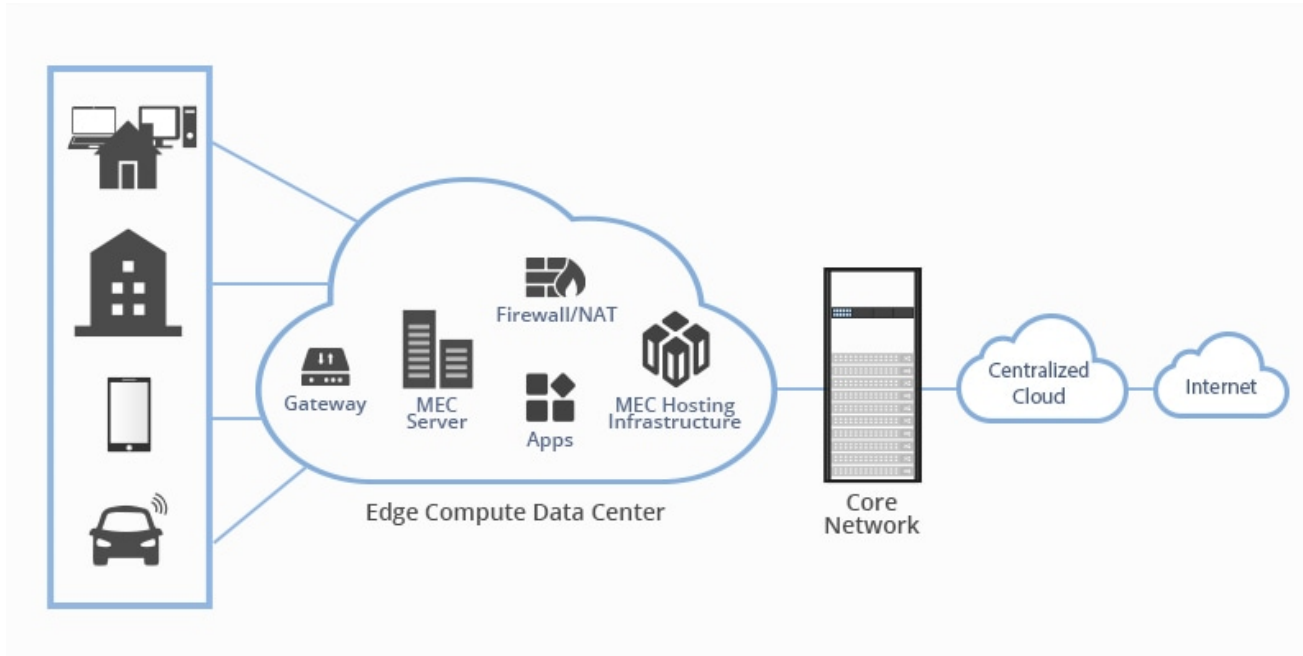 Firewall/NAT
Gateway
MEC
Server
Apps
MEC Hosting
Infrastructure
Edge Compute Data Center
Core
Network
Centralized
Cloud
Internet